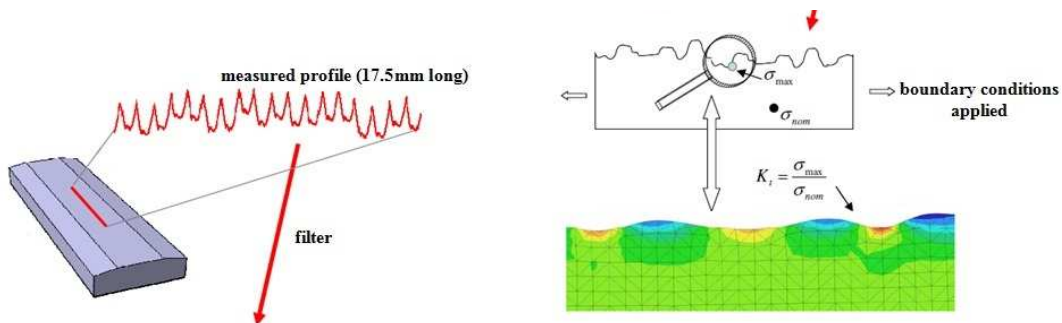 measured profile (17.5mm long)
filter
σmax
σnom
boundary conditions
applied
Kt = σmax / σnom